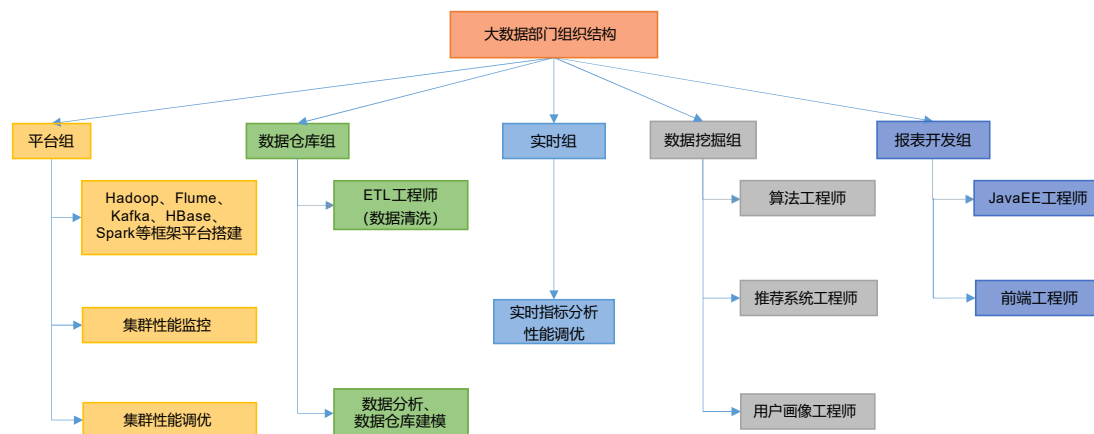 大数据部门组织结构
平台组
数据仓库组
实时组
数据挖掘组
报表开发组
Hadoop、Flume、
Kafka、HBase、
Spark等框架平台搭建
集群性能监控
集群性能调优
ETL工程师
（数据清洗）
数据分析、
数据仓库建模
实时指标分析
性能调优
算法工程师
推荐系统工程师
用户画像工程师
JavaEE工程师
前端工程师